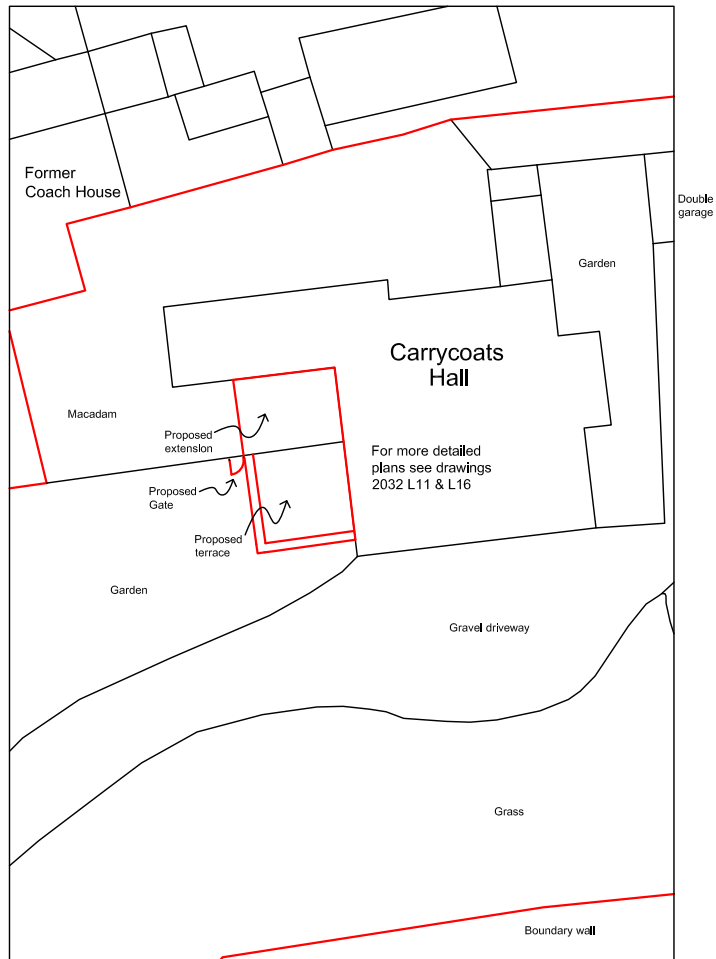 Former
Coach House
Double
garage
Garden
Carrycoats
Hall
Macadam
Proposed
extension
For more detailed
plans see drawings
2032 L11 & L16
Proposed
Gate
Proposed
terrace
Garden
Gravel driveway
Grass
Boundary wall